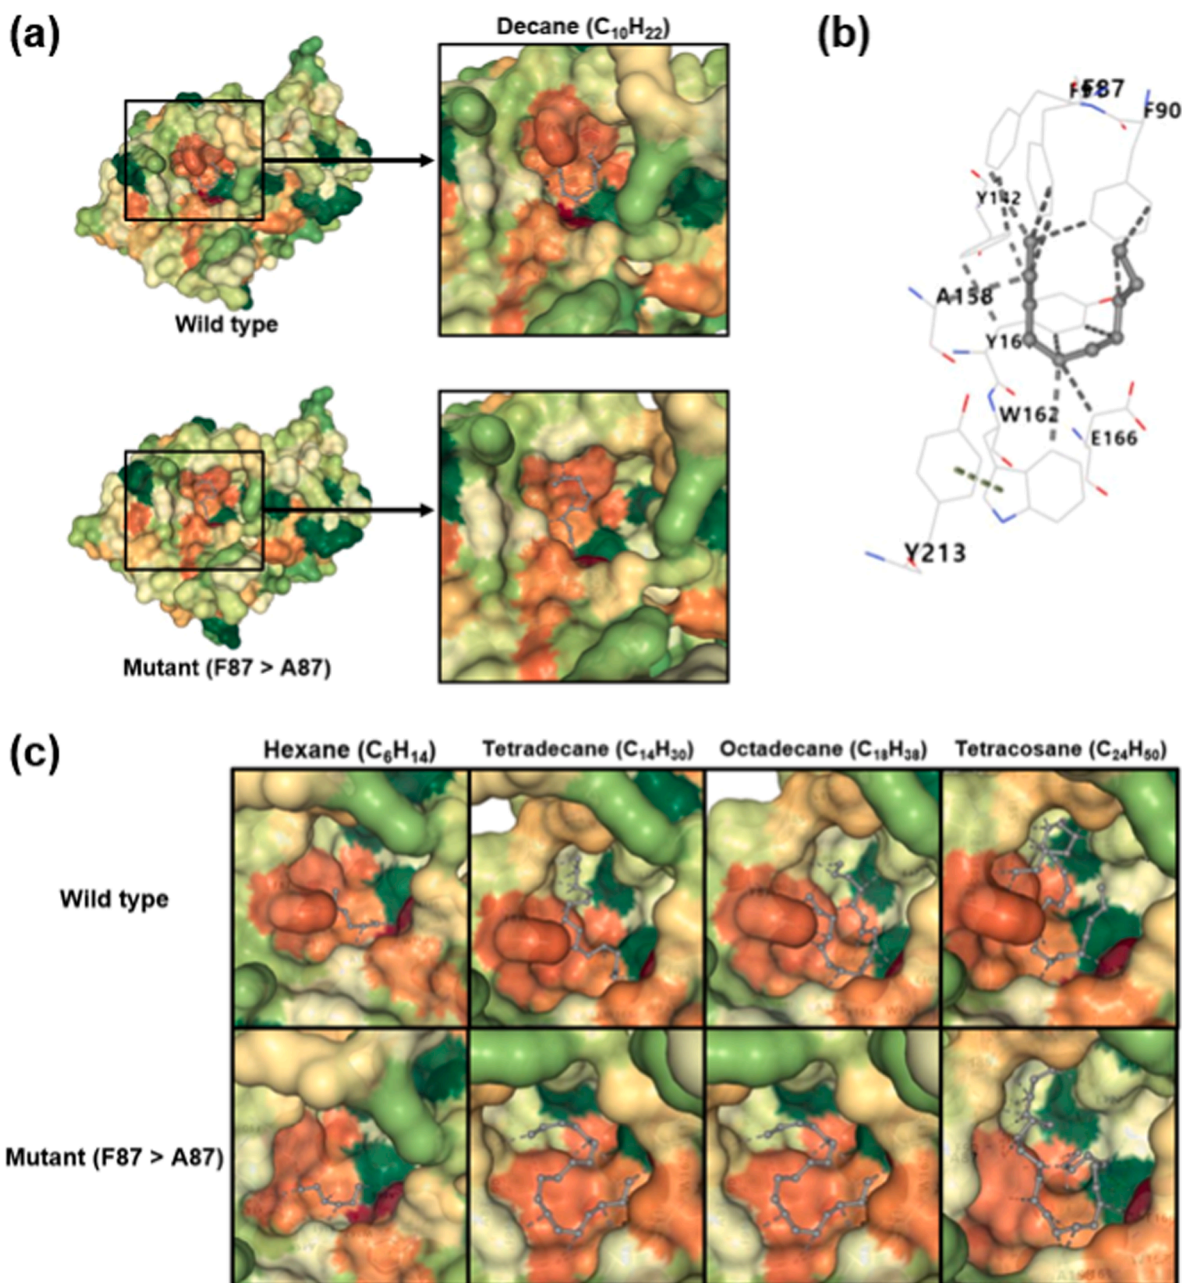 (a)
Decane (C₁₀H₂₂)
Wild type
Mutant (F87 > A87)
(b)
F87
F90
Y142
A158
Y16
W162
E166
Y213
(c)
Hexane (C₆H₁₄)
Tetradecane (C₁₄H₃₀)
Octadecane (C₁₈H₃₈)
Tetracosane (C₂₄H₅₀)
Wild type
Mutant (F87 > A87)